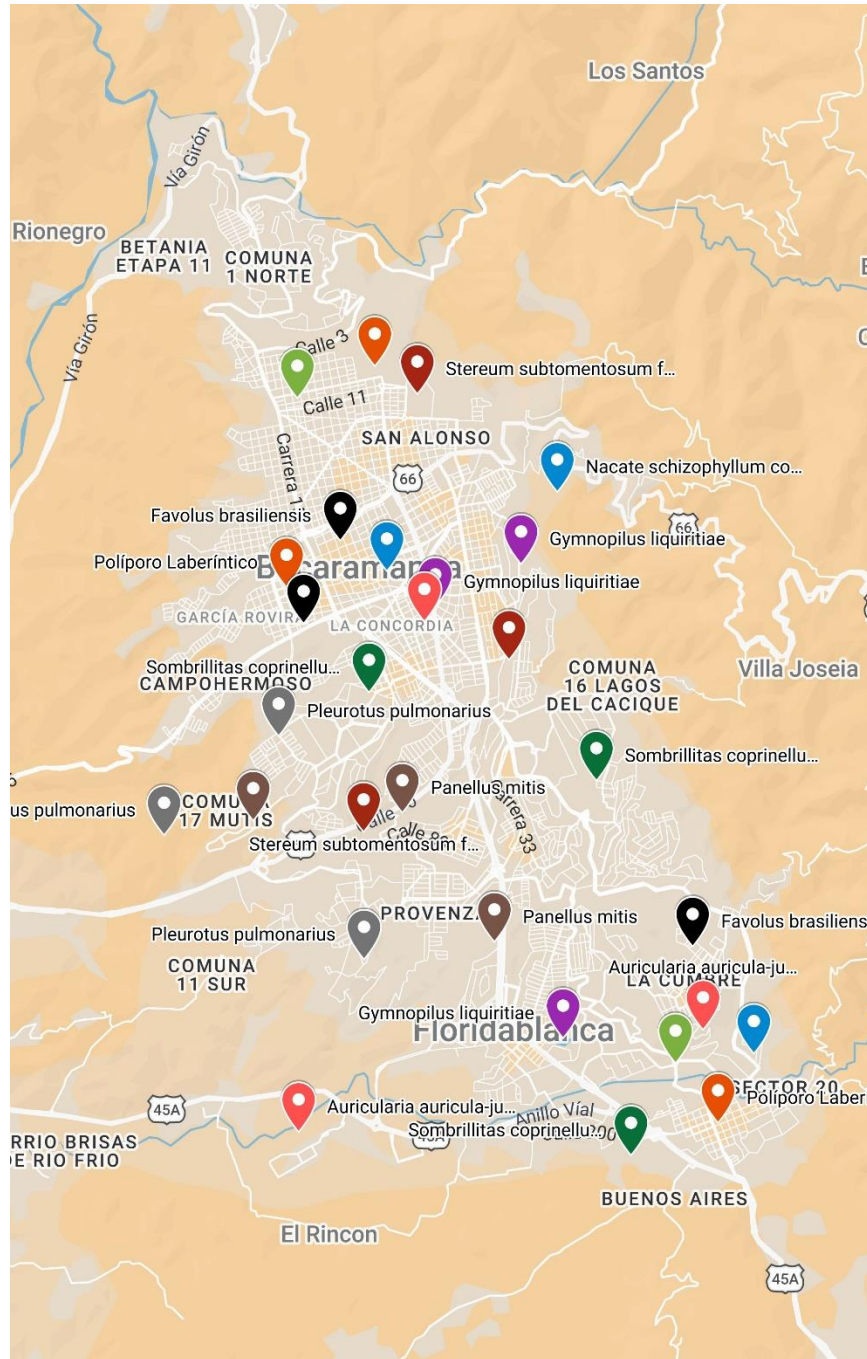 Los Santos
Vía Girón
Rionegro
BETANIA
ETAPA 11
COMUNA
1 NORTE
Vía Girón
Calle 3
Stereum subtomentosum f...
Calle 11
SAN ALONSO
Carrera 1
66
Nacate schizophyllum co...
Favolus brasiliensis
66
Gymnopilus liquiritiae
Políporo Laberíntico
Gymnopilus liquiritiae
GARCÍA ROVIRA
LA CONCORDIA
Sombrillitas coprinellu...
CAMPOHERMOSO
COMUNA
16 LAGOS
DEL CACIQUE
Villa Joseia
Pleurotus pulmonarius
Sombrillitas coprinellu...
Panellus mitis
us pulmonarius
17 MUTIS
Carrera 33
Stereum subtomentosum f...
PROVENZA
Panellus mitis
Favolus brasiliens
Pleurotus pulmonarius
COMUNA
11 SUR
Auricularia auricula-ju...
LA CUMBRE
Gymnopilus liquiritiae
Floridablanca
SECTOR 20
Políporo Laber
45A
Auricularia auricula-ju...
Anillo Víal
45A
Sombrillitas coprinellu...
RRIO BRISAS
DE RIO FRIO
BUENOS AIRES
El Rincon
45A